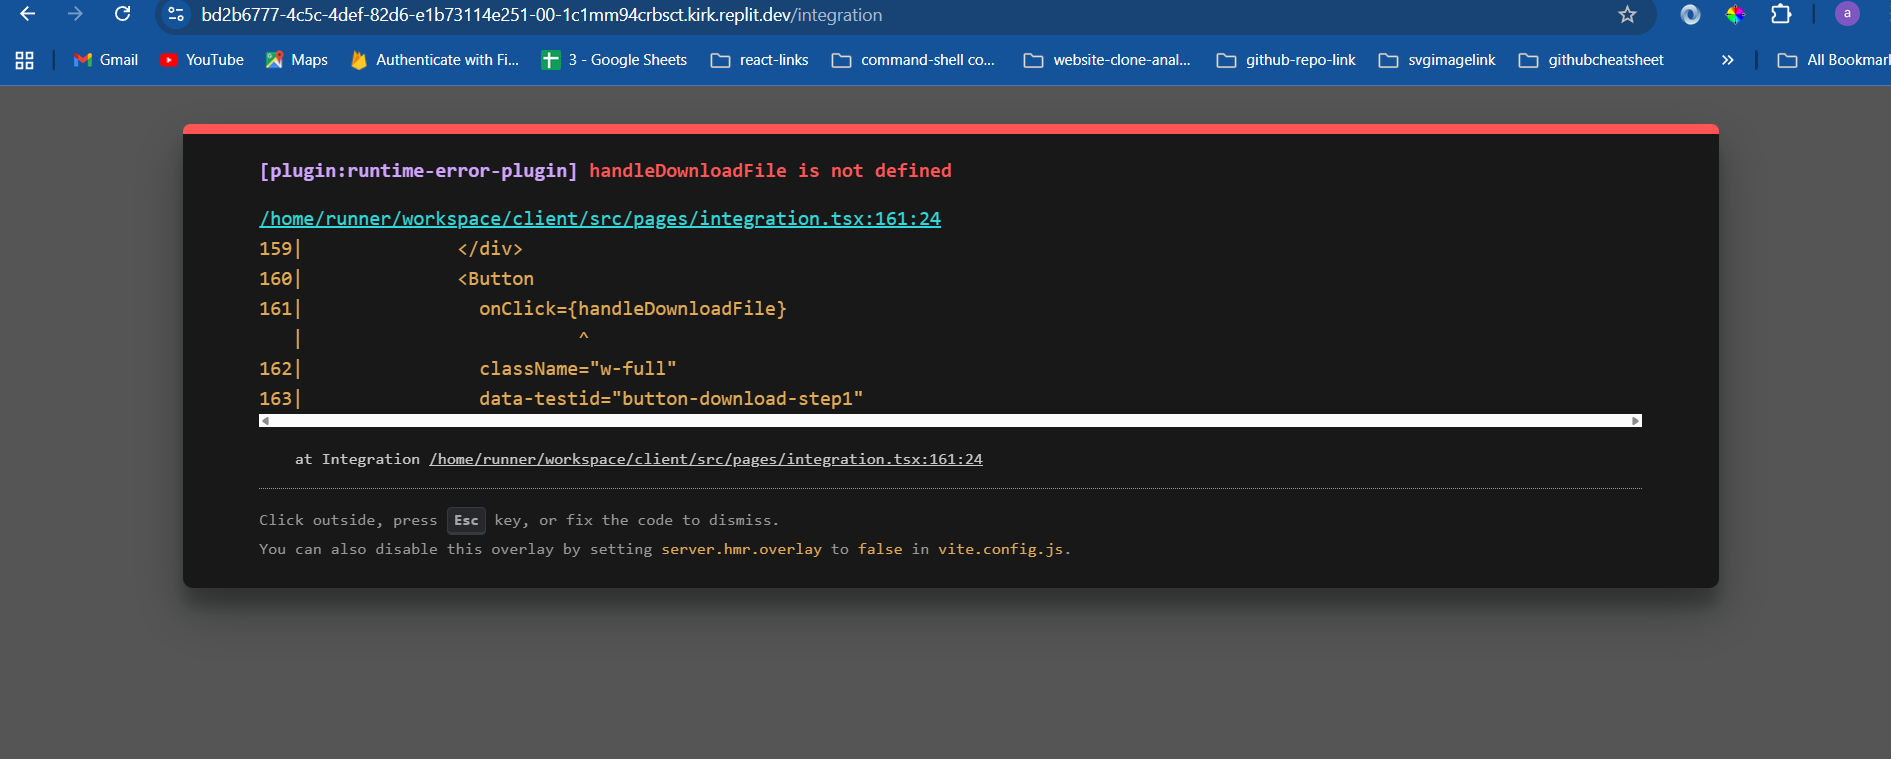 bd2b6777-4c5c-4def-82d6-e1b73114e251-00-1c1mm94crbsct.kirk.replit.dev/integration
a
Gmail YouTube Maps Authenticate with Fi... 3 - Google Sheets react-links command-shell co... website-clone-anal... github-repo-link svgimagelink githubcheatsheet » All Bookmark
[plugin:runtime-error-plugin] handleDownloadFile is not defined
/home/runner/workspace/client/src/pages/integration.tsx:161:24
159| </div>
160| <Button
161| onClick={handleDownloadFile}
| ^
162| className="w-full"
163| data-testid="button-download-step1"
at Integration /home/runner/workspace/client/src/pages/integration.tsx:161:24
Click outside, press Esc key, or fix the code to dismiss.
You can also disable this overlay by setting server.hmr.overlay to false in vite.config.js.